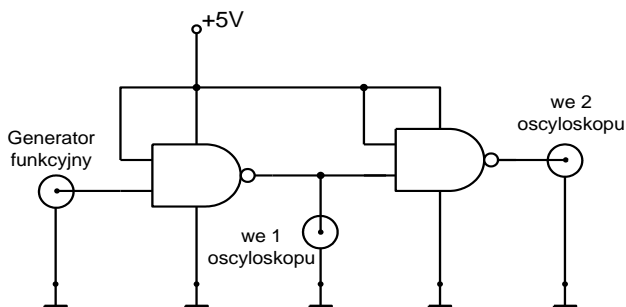 +5V
Generator
funkcyjny
we 1
oscyloskopu
we 2
oscyloskopu